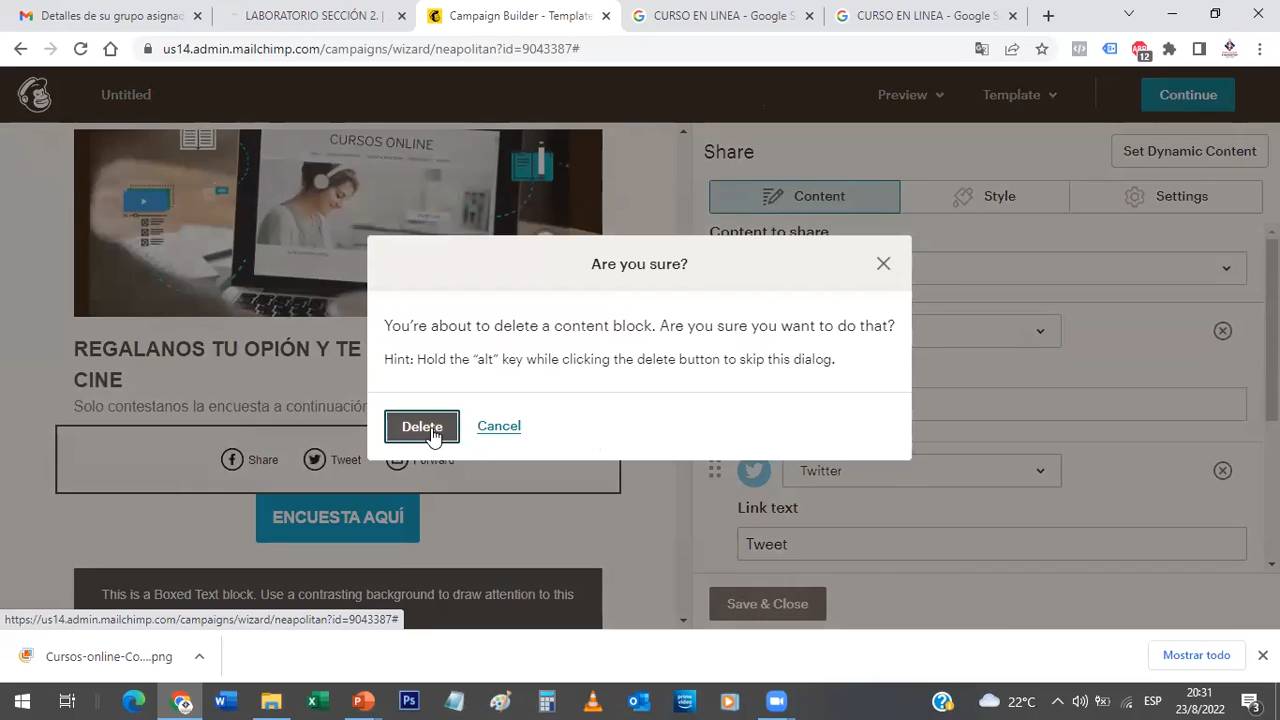 Detalles de su grupo asignad
LABORATORIO SECCIÓN 2. |
Campaign Builder - Template
CURSO EN LINEA - Google S
CURSO EN LINEA - Google S
us14.admin.mailchimp.com/campaigns/wizard/neapolitan?id=9043387#
12
Untitled
Preview
Template
Continue
CURSOS ONLINE
Share
Set Dynamic Content
Content
Style
Settings
Content to share
Are you sure?
You're about to delete a content block. Are you sure you want to do that?
Hint: Hold the "alt" key while clicking the delete button to skip this dialog.
Delete
Cancel
REGALANOS TU OPIÓN Y TE
CINE
Solo contestanos la encuesta a continuación
Share
Tweet
Forward
ENCUESTA AQUÍ
Twitter
Link text
Tweet
This is a Boxed Text block. Use a contrasting background to draw attention to this
Save & Close
https://us14.admin.mailchimp.com/campaigns/wizard/neapolitan?id=9043387#
Cursos-online-Co....png
Mostrar todo
22°C
ESP
20:31
23/8/2022
3